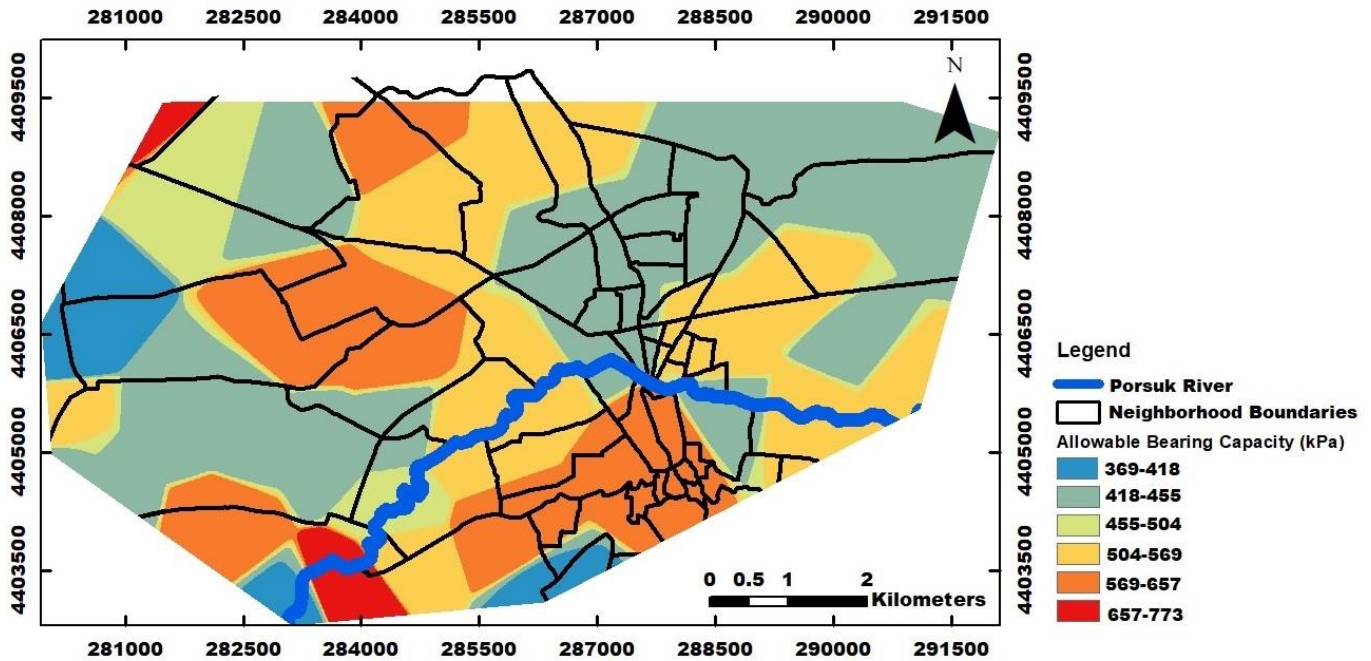 281000 282500 284000 285500 287000 288500 290000 291500
4409500 4408000 4406500 4405000 4403500
N
4409500 4408000 4406500 4405000 4403500
0 0.5 1 2
Kilometers
281000 282500 284000 285500 287000 288500 290000 291500
Legend
Porsuk River
Neighborhood Boundaries
Allowable Bearing Capacity (kPa)
369-418
418-455
455-504
504-569
569-657
657-773